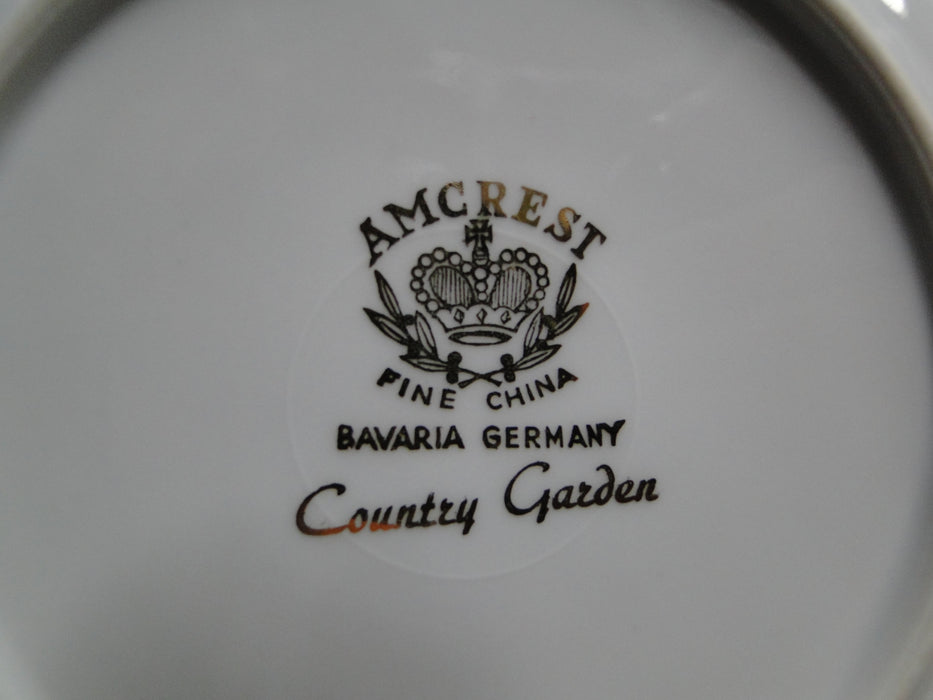 AMCREST
FINE CHINA
BAVARIA GERMANY
Country Garden